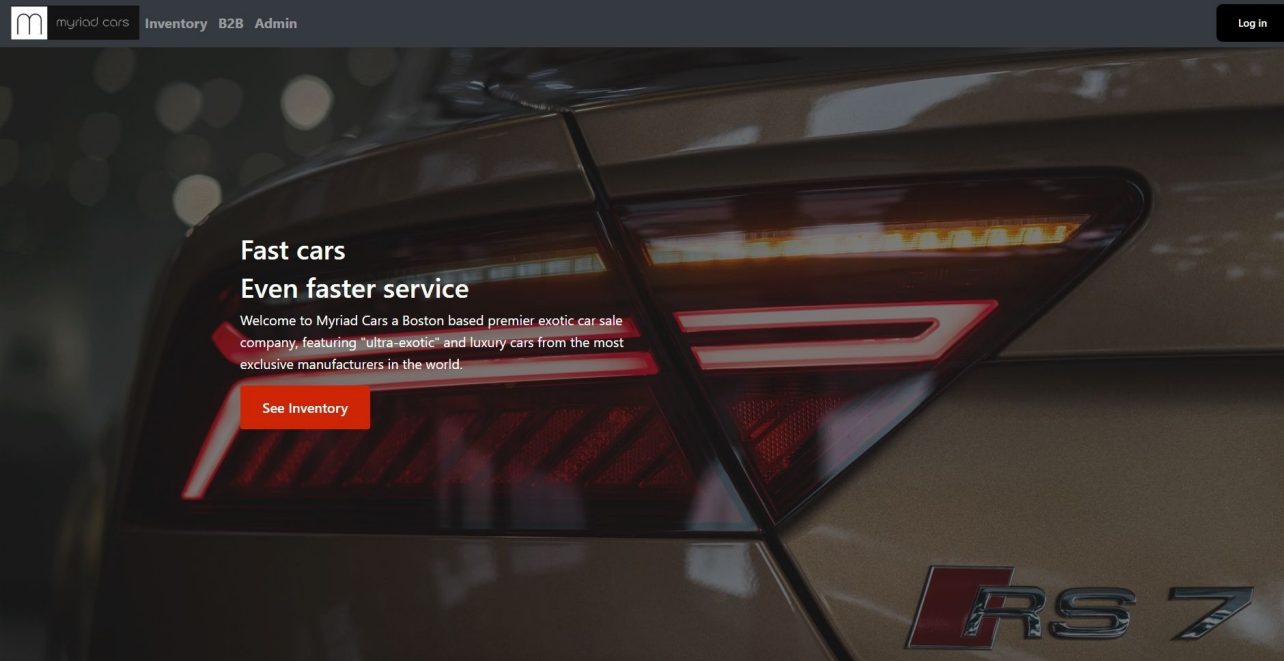 myriad cars Inventory B2B Admin Log in
Fast cars
Even faster service
Welcome to Myriad Cars a Boston based premier exotic car sale
company, featuring "ultra-exotic" and luxury cars from the most
exclusive manufacturers in the world.
See Inventory
RS 7